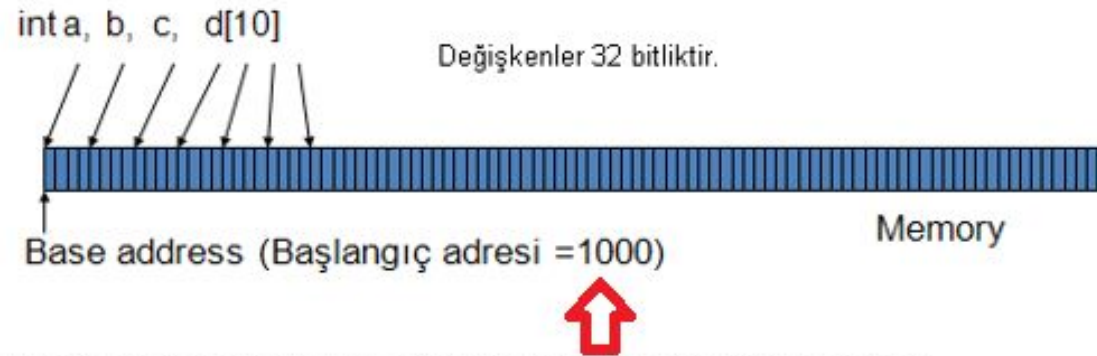 int a, b, c, d[10]
Değişkenler 32 bitliktir.
Memory
Base address (Başlangıç adresi =1000)